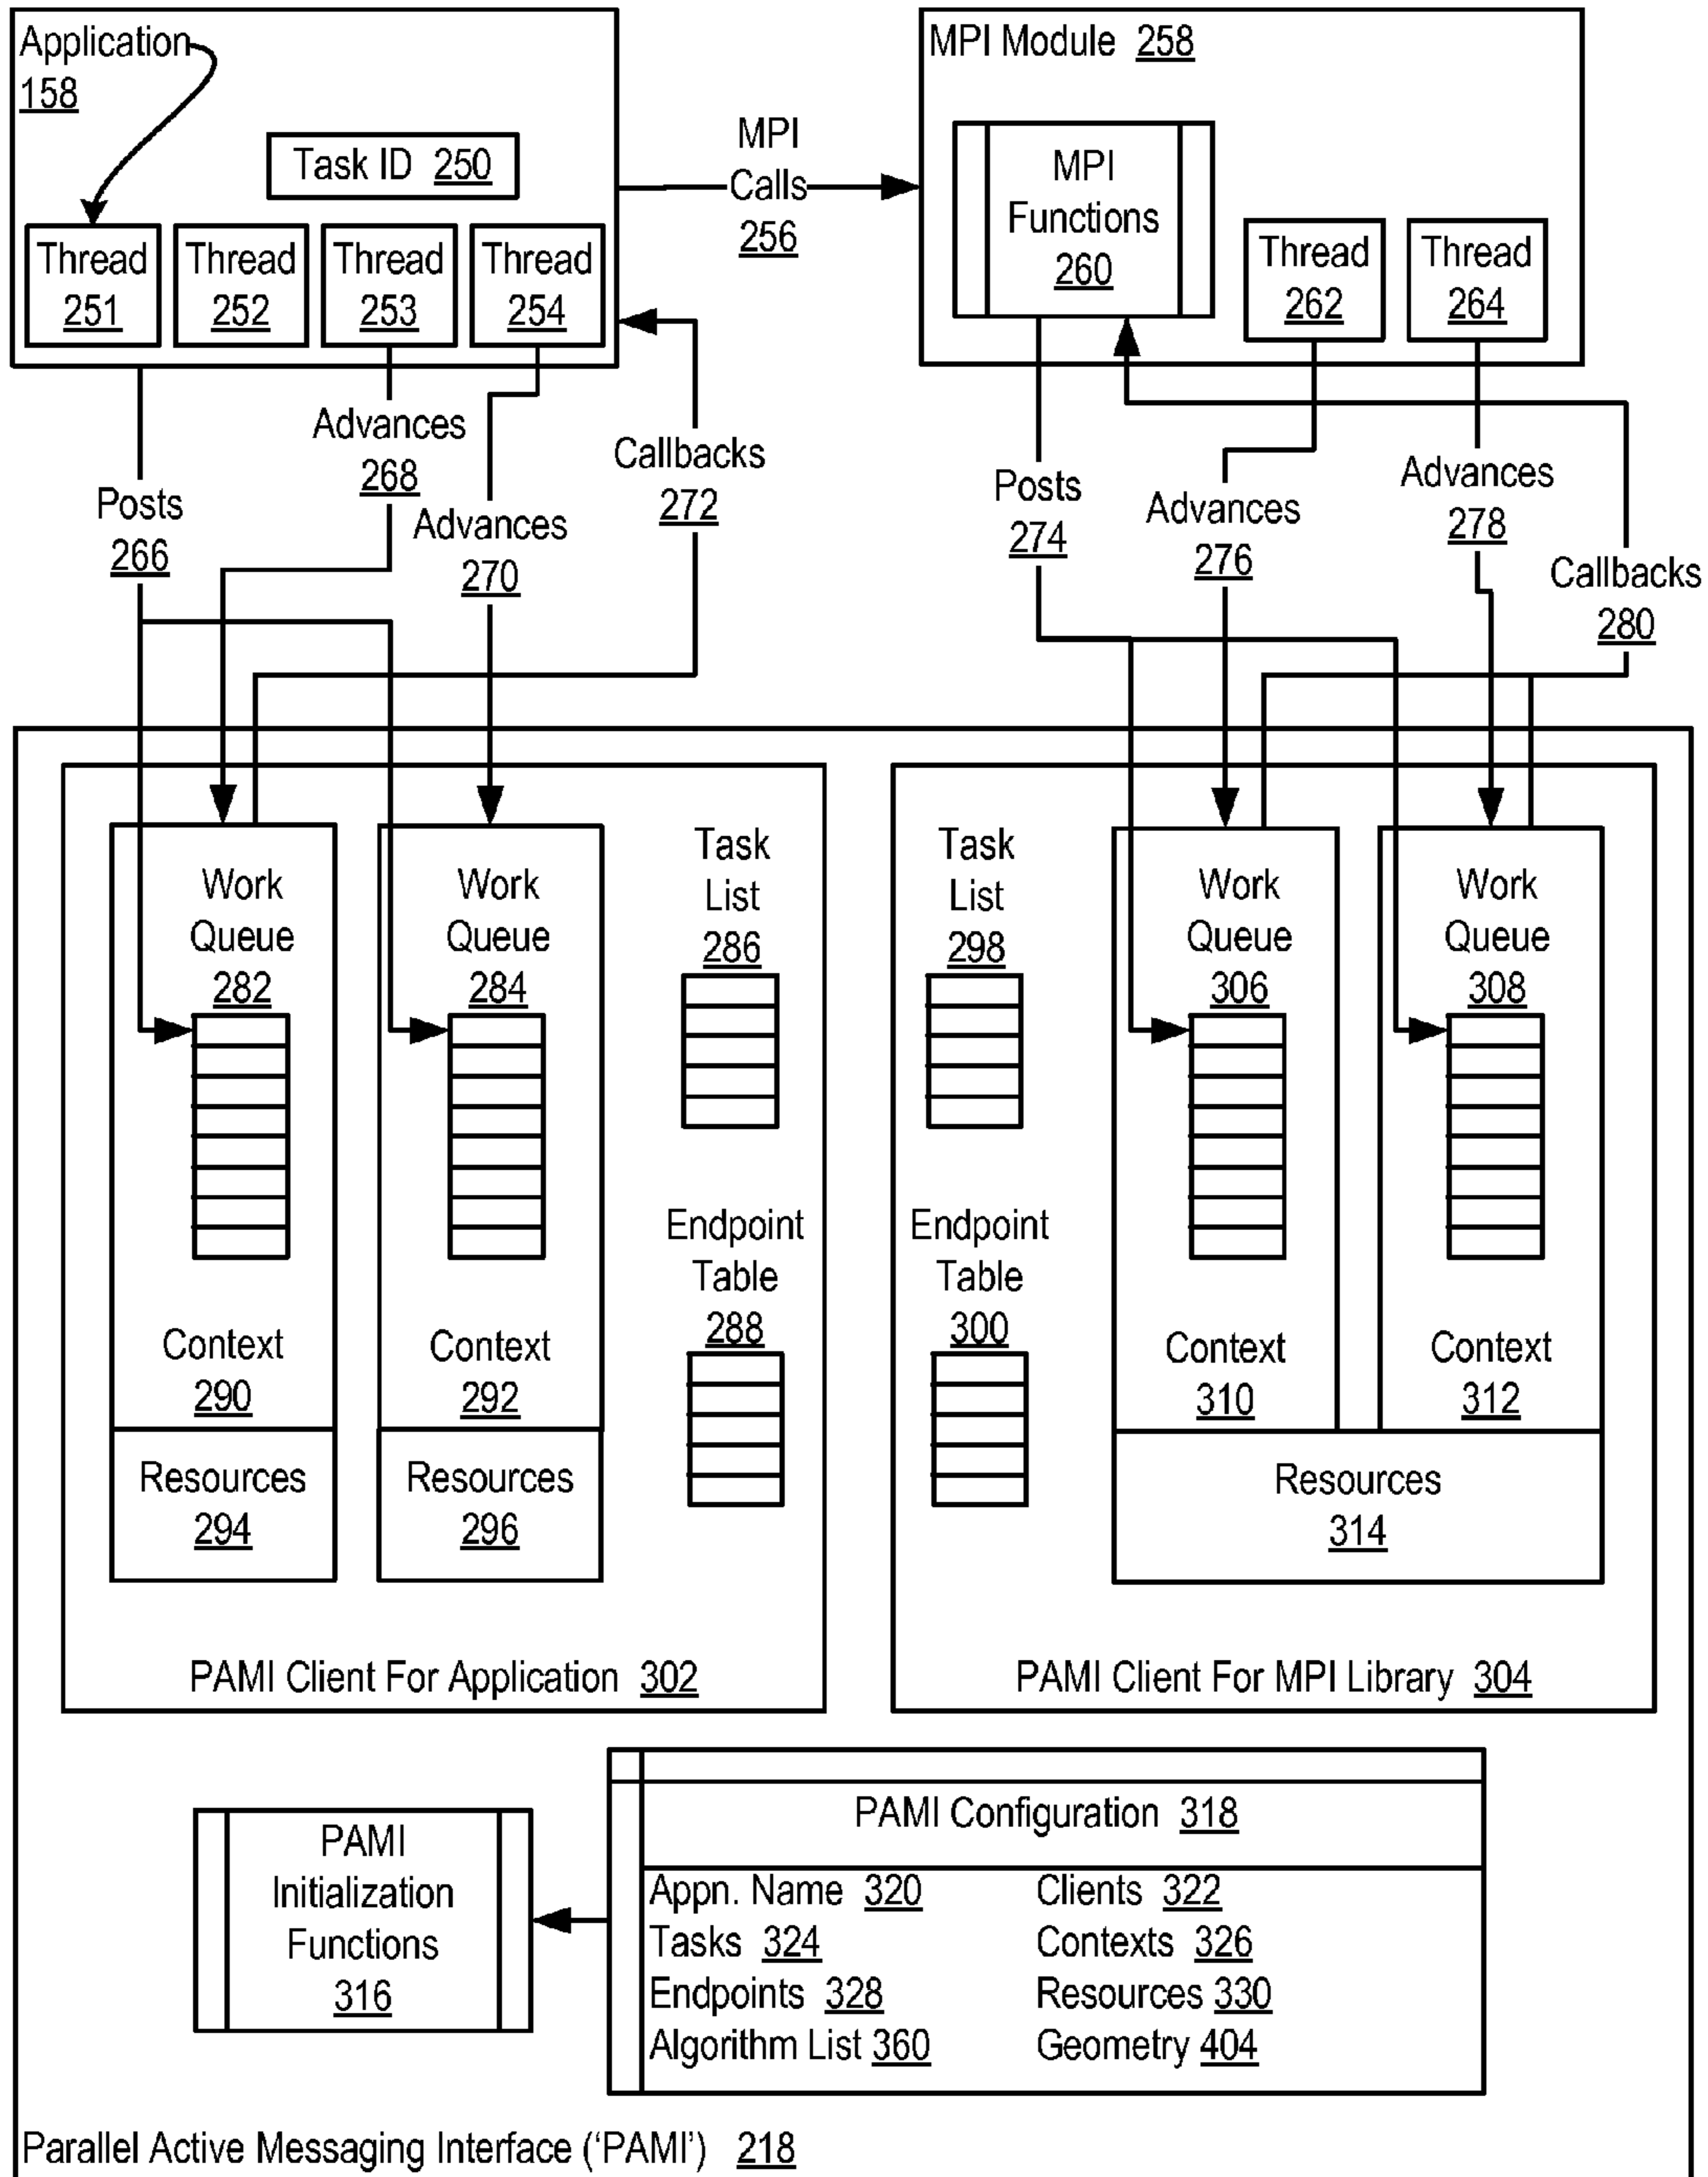 Application
158
Task ID 250
Thread
251
Thread
252
Thread
253
Thread
254
MPI
Calls
256
MPI Module 258
MPI
Functions
260
Thread
262
Thread
264
Posts
266
Advances
268
Advances
270
Callbacks
272
Posts
274
Advances
276
Advances
278
Callbacks
280
Work
Queue
282
Context
290
Resources
294
Work
Queue
284
Context
292
Resources
296
Task
List
286
Endpoint
Table
288
PAMI Client For Application 302
Task
List
298
Endpoint
Table
300
Work
Queue
306
Context
310
Work
Queue
308
Context
312
Resources
314
PAMI Client For MPI Library 304
PAMI
Initialization
Functions
316
PAMI Configuration 318
Appn. Name 320 Clients 322
Tasks 324 Contexts 326
Endpoints 328 Resources 330
Algorithm List 360 Geometry 404
Parallel Active Messaging Interface (‘PAMI’) 218